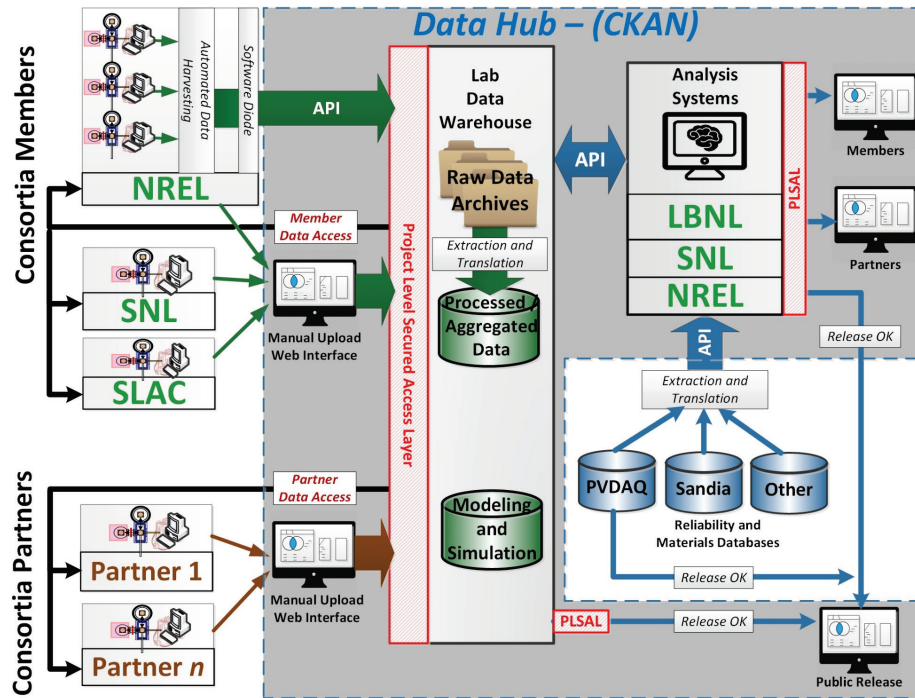 Data Hub – (CKAN)
Consortia Members
Automated Data
Harvesting
Software Diode
API
NREL
SNL
SLAC
Member
Data Access
Manual Upload
Web Interface
Project Level Secured Access Layer
Lab
Data
Warehouse
Raw Data
Archives
Extraction and
Translation
Processed /
Aggregated
Data
Modeling
and
Simulation
API
Analysis
Systems
LBNL
SNL
NREL
PLSAL
Members
Partners
Release OK
API
Extraction and
Translation
PVDAQ
Sandia
Other
Reliability and
Materials Databases
Release OK
Consortia Partners
Partner
Data Access
Partner 1
Partner n
Manual Upload
Web Interface
PLSAL
Release OK
Public Release